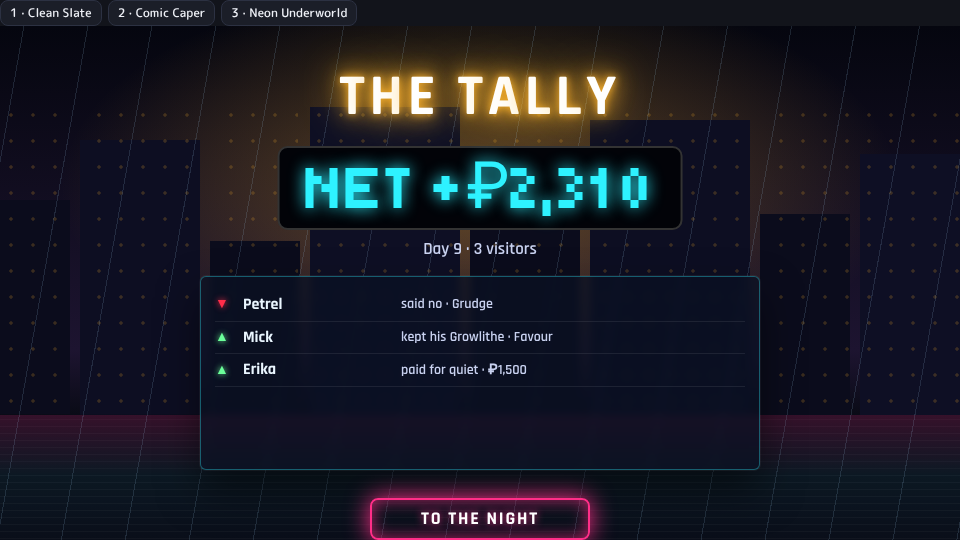 1 · Clean Slate 2 · Comic Caper 3 · Neon Underworld
THE TALLY
NET +₽2,310
Day 9 · 3 visitors
▼ Petrel said no · Grudge
▲ Mick kept his Growlithe · Favour
▲ Erika paid for quiet · ₽1,500
TO THE NIGHT